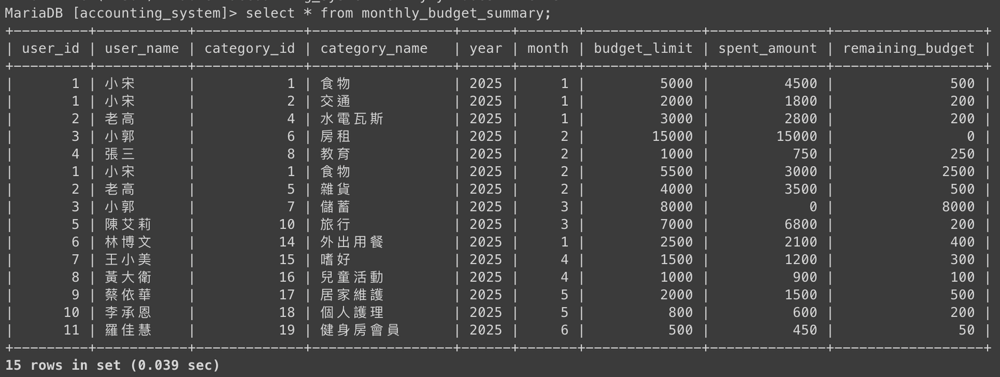 MariaDB [accounting_system]> select * from monthly_budget_summary;
+---------+-----------+-------------+---------------+------+-------+--------------+--------------+------------------+
| user_id | user_name | category_id | category_name | year | month | budget_limit | spent_amount | remaining_budget |
+---------+-----------+-------------+---------------+------+-------+--------------+--------------+------------------+
| 1 | 小宋 | 1 | 食物 | 2025 | 1 | 5000 | 4500 | 500 |
| 1 | 小宋 | 2 | 交通 | 2025 | 1 | 2000 | 1800 | 200 |
| 2 | 老高 | 4 | 水電瓦斯 | 2025 | 1 | 3000 | 2800 | 200 |
| 3 | 小郭 | 6 | 房租 | 2025 | 2 | 15000 | 15000 | 0 |
| 4 | 張三 | 8 | 教育 | 2025 | 2 | 1000 | 750 | 250 |
| 1 | 小宋 | 1 | 食物 | 2025 | 2 | 5500 | 3000 | 2500 |
| 2 | 老高 | 5 | 雜貨 | 2025 | 2 | 4000 | 3500 | 500 |
| 3 | 小郭 | 7 | 儲蓄 | 2025 | 3 | 8000 | 0 | 8000 |
| 5 | 陳艾莉 | 10 | 旅行 | 2025 | 3 | 7000 | 6800 | 200 |
| 6 | 林博文 | 14 | 外出用餐 | 2025 | 1 | 2500 | 2100 | 400 |
| 7 | 王小美 | 15 | 嗜好 | 2025 | 4 | 1500 | 1200 | 300 |
| 8 | 黃大衛 | 16 | 兒童活動 | 2025 | 4 | 1000 | 900 | 100 |
| 9 | 蔡依華 | 17 | 居家維護 | 2025 | 5 | 2000 | 1500 | 500 |
| 10 | 李承恩 | 18 | 個人護理 | 2025 | 5 | 800 | 600 | 200 |
| 11 | 羅佳慧 | 19 | 健身房會員 | 2025 | 6 | 500 | 450 | 50 |
+---------+-----------+-------------+---------------+------+-------+--------------+--------------+------------------+
15 rows in set (0.039 sec)